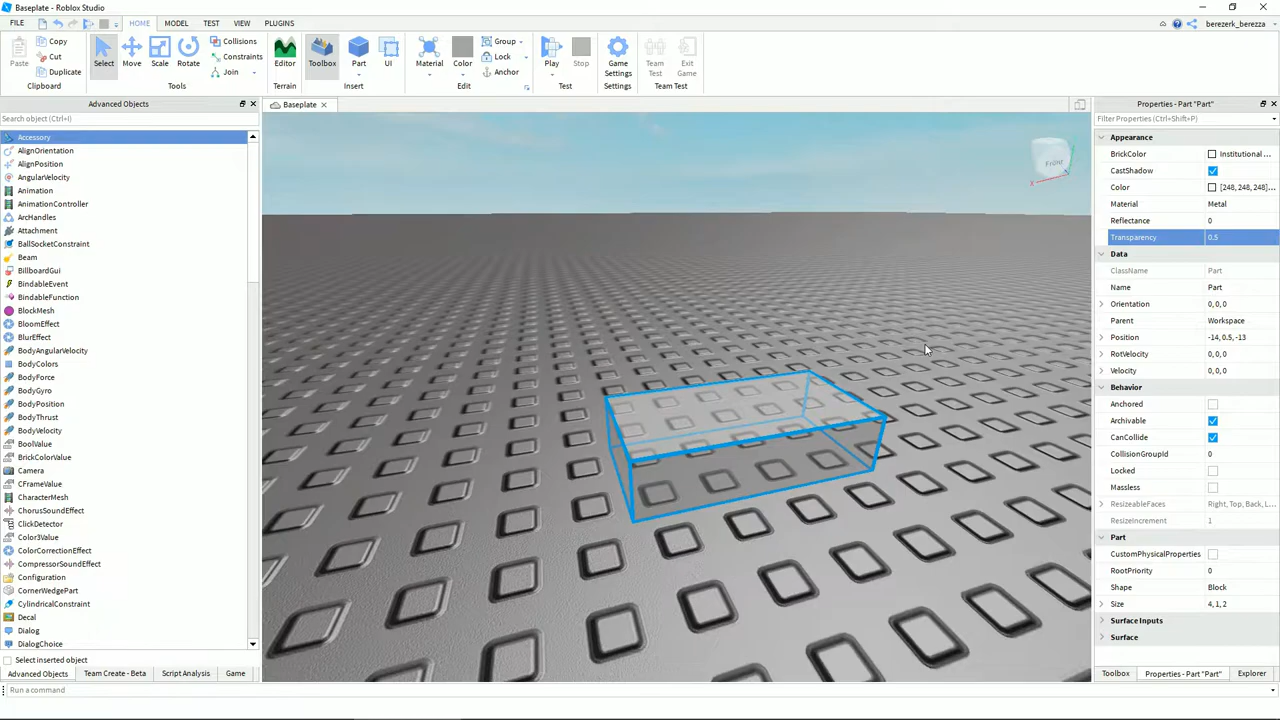 Baseplate - Roblox Studio
FILE HOME MODEL TEST VIEW PLUGINS
berezerk_berezza
Paste Copy Cut Duplicate
Clipboard
Select Move Scale Rotate Collisions Constraints Join
Tools
Editor
Terrain
Toolbox Part UI
Insert
Material Color Group Lock Anchor
Edit
Play Stop
Test
Game Settings
Settings
Team Test Exit Game
Team Test
Advanced Objects
Search object (Ctrl+I)
Accessory
AlignOrientation
AlignPosition
AngularVelocity
Animation
AnimationController
ArcHandles
Attachment
BallSocketConstraint
Beam
BillboardGui
BindableEvent
BindableFunction
BlockMesh
BloomEffect
BlurEffect
BodyAngularVelocity
BodyColors
BodyForce
BodyGyro
BodyPosition
BodyThrust
BodyVelocity
BoolValue
BrickColorValue
Camera
CFrameValue
CharacterMesh
ChorusSoundEffect
ClickDetector
Color3Value
ColorCorrectionEffect
CompressorSoundEffect
Configuration
CornerWedgePart
CylindricalConstraint
Decal
Dialog
DialogChoice
Select inserted object
Advanced Objects Team Create - Beta Script Analysis Game
Run a command
Baseplate
Front
Properties - Part "Part"
Filter Properties (Ctrl+Shift+P)
Appearance
BrickColor Institutional ...
CastShadow
Color [248, 248, 248]...
Material Metal
Reflectance 0
Transparency 0.5
Data
ClassName Part
Name Part
Orientation 0, 0, 0
Parent Workspace
Position -14, 0.5, -13
RotVelocity 0, 0, 0
Velocity 0, 0, 0
Behavior
Anchored
Archivable
CanCollide
CollisionGroupId 0
Locked
Massless
ResizeableFaces Right, Top, Back, L...
ResizeIncrement 1
Part
CustomPhysicalProperties
RootPriority 0
Shape Block
Size 4, 1, 2
Surface Inputs
Surface
Toolbox Properties - Part "Part" Explorer